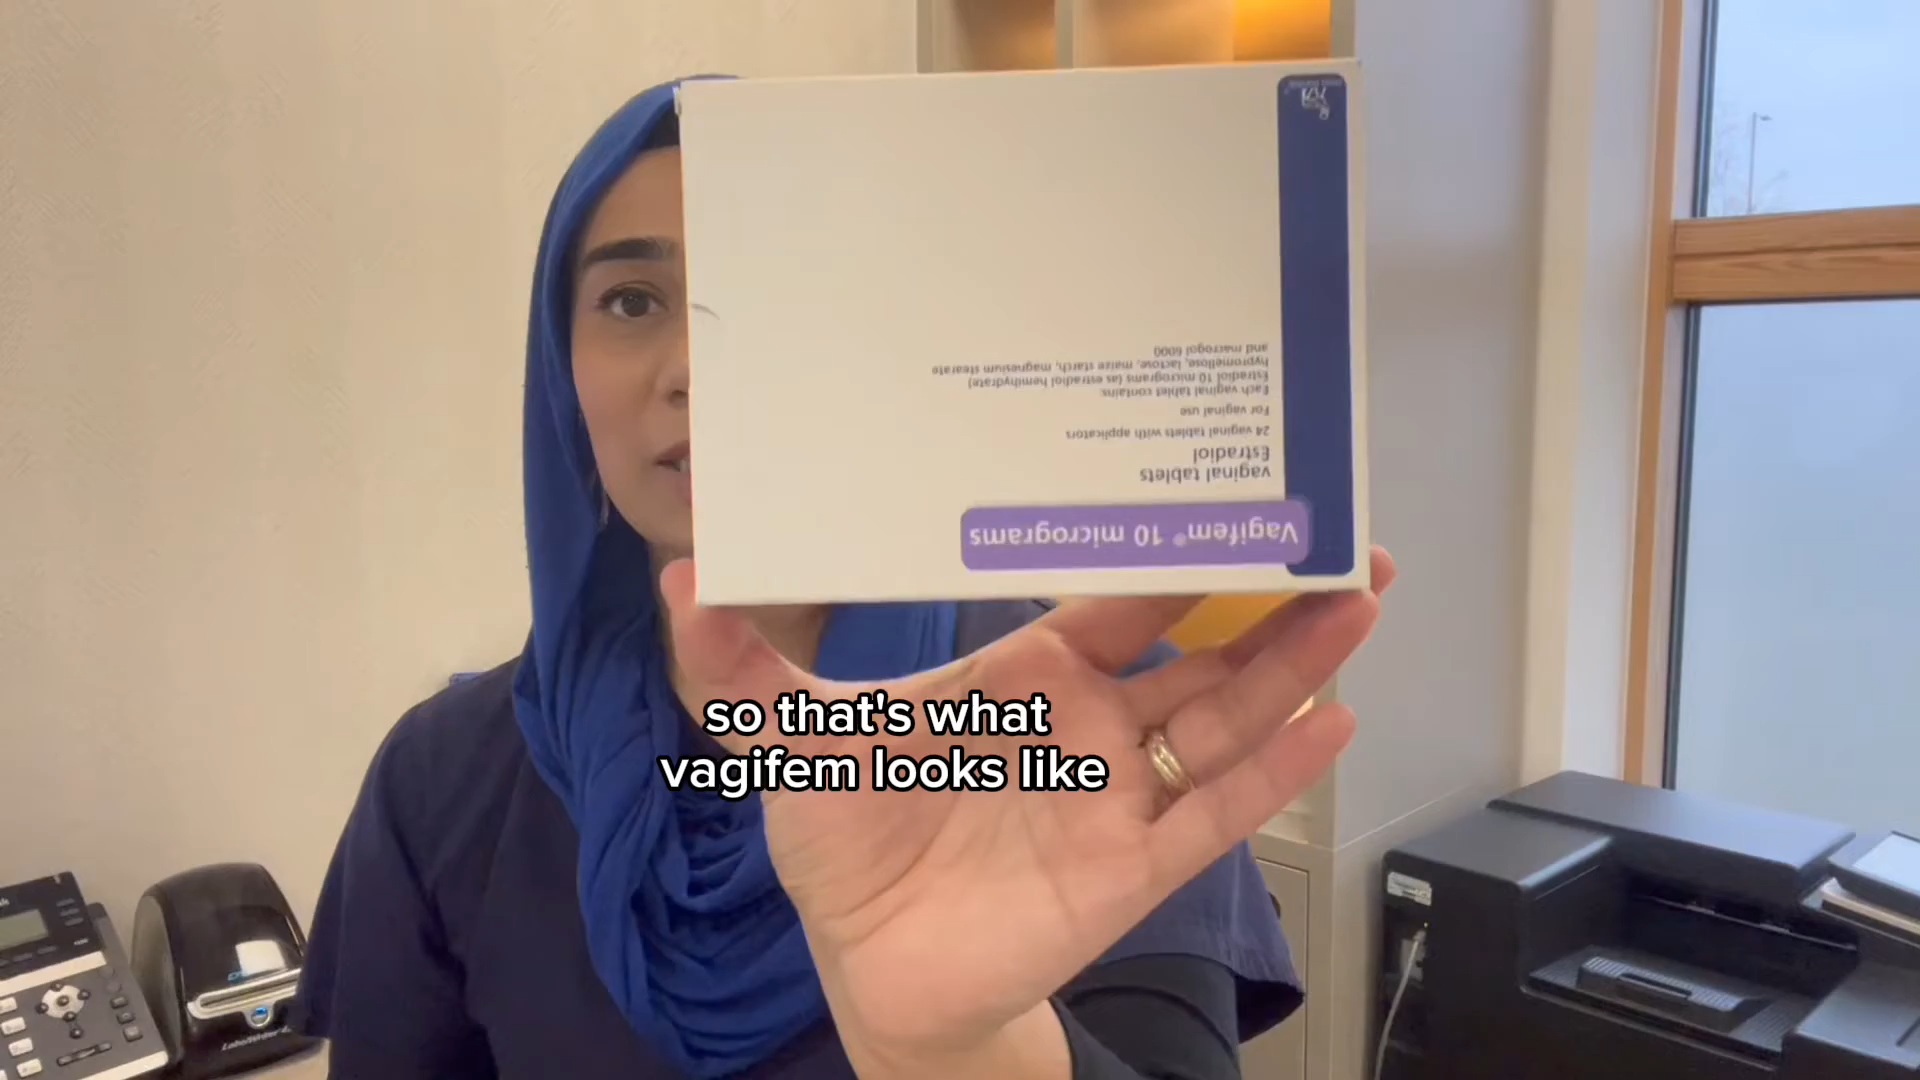 Vagifem® 10 micrograms
vaginal tablets
Estradiol
24 vaginal tablets with applicators
For vaginal use
Each vaginal tablet contains:
Estradiol 10 micrograms (as estradiol hemihydrate)
hypromellose, lactose, maize starch, magnesium stearate
and macrogol 6000
so that's what
vagifem looks like